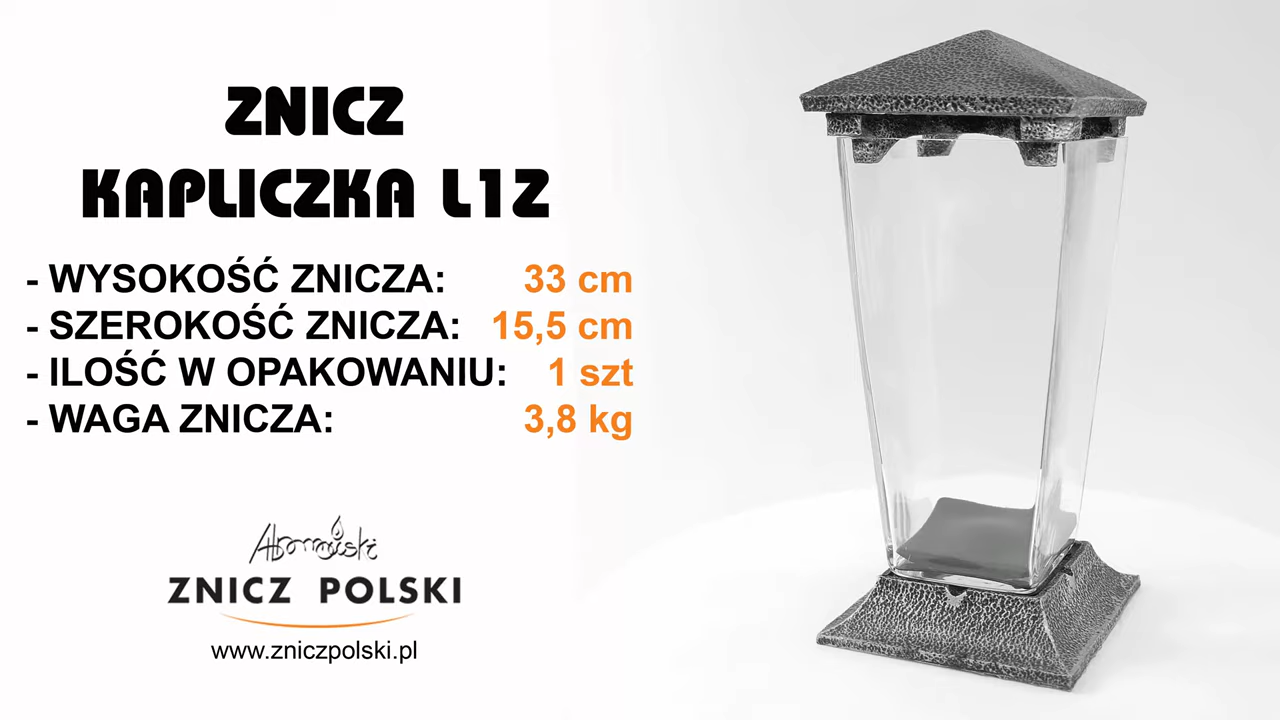 ZNICZ
KAPLICZKA L1Z
- WYSOKOŚĆ ZNICZA: 33 cm
- SZEROKOŚĆ ZNICZA: 15,5 cm
- ILOŚĆ W OPAKOWANIU: 1 szt
- WAGA ZNICZA: 3,8 kg
ZNICZ POLSKI
www.zniczpolski.pl